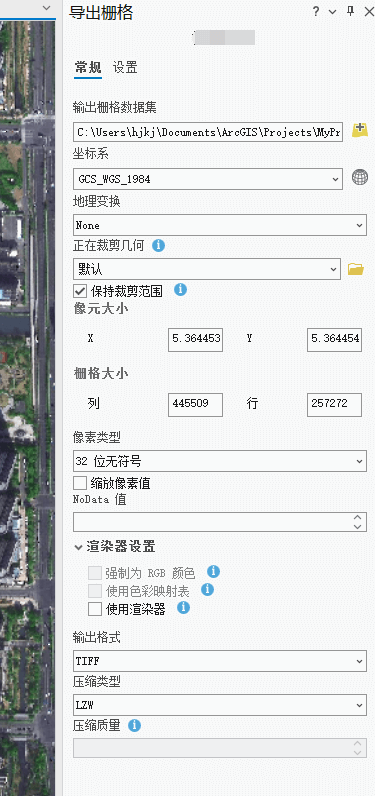 导出栅格
常规 设置
输出栅格数据集
C:\Users\hjkj\Documents\ArcGIS\Projects\MyPr
坐标系
GCS_WGS_1984
地理变换
None
正在裁剪几何
默认
保持裁剪范围
像元大小
X 5.364453 Y 5.364454
栅格大小
列 445509 行 257272
像素类型
32 位无符号
缩放像素值
NoData 值
渲染器设置
强制为 RGB 颜色
使用色彩映射表
使用渲染器
输出格式
TIFF
压缩类型
LZW
压缩质量